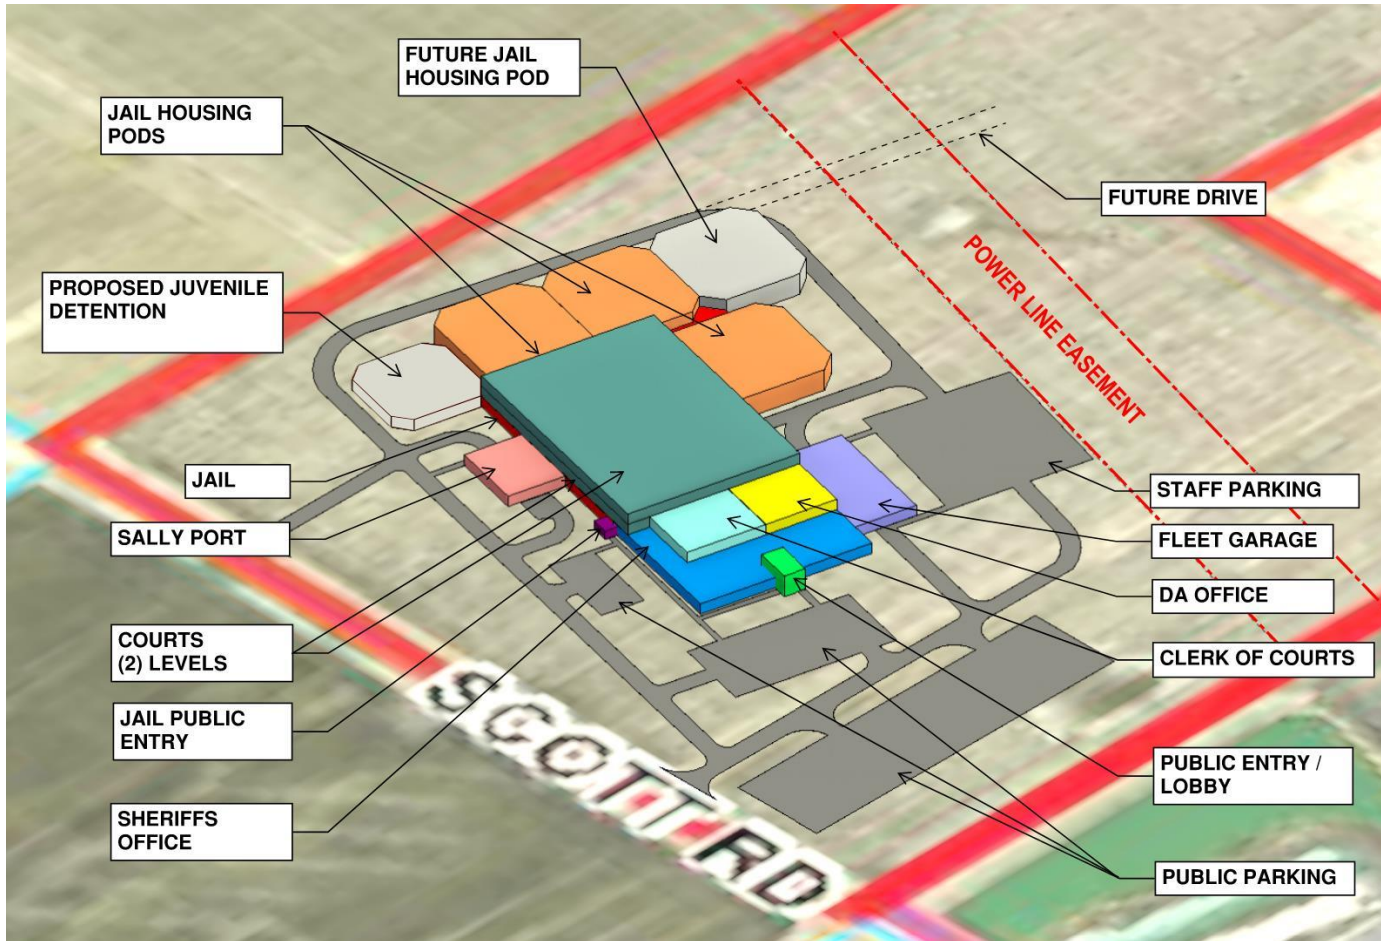 FUTURE JAIL
HOUSING POD
JAIL HOUSING
PODS
FUTURE DRIVE
POWER LINE EASEMENT
PROPOSED JUVENILE
DETENTION
JAIL
STAFF PARKING
SALLY PORT
FLEET GARAGE
DA OFFICE
COURTS
(2) LEVELS
CLERK OF COURTS
JAIL PUBLIC
ENTRY
PUBLIC ENTRY /
LOBBY
SHERIFFS
OFFICE
PUBLIC PARKING
SCOTT RD